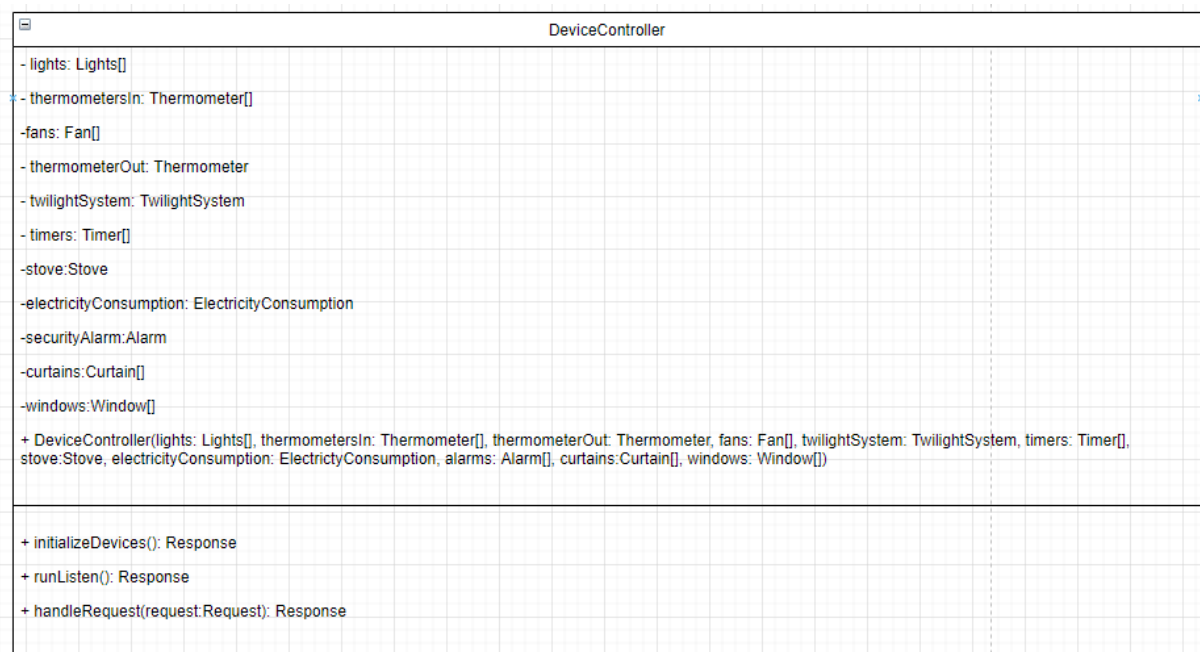 DeviceController
- lights: Lights[]
- thermometersIn: Thermometer[]
-fans: Fan[]
- thermometerOut: Thermometer
- twilightSystem: TwilightSystem
- timers: Timer[]
-stove:Stove
-electricityConsumption: ElectricityConsumption
-securityAlarm:Alarm
-curtains:Curtain[]
-windows:Window[]
+ DeviceController(lights: Lights[], thermometersIn: Thermometer[], thermometerOut: Thermometer, fans: Fan[], twilightSystem: TwilightSystem, timers: Timer[],
stove:Stove, electricityConsumption: ElectrictyConsumption, alarms: Alarm[], curtains:Curtain[], windows: Window[])
+ initializeDevices(): Response
+ runListen(): Response
+ handleRequest(request:Request): Response